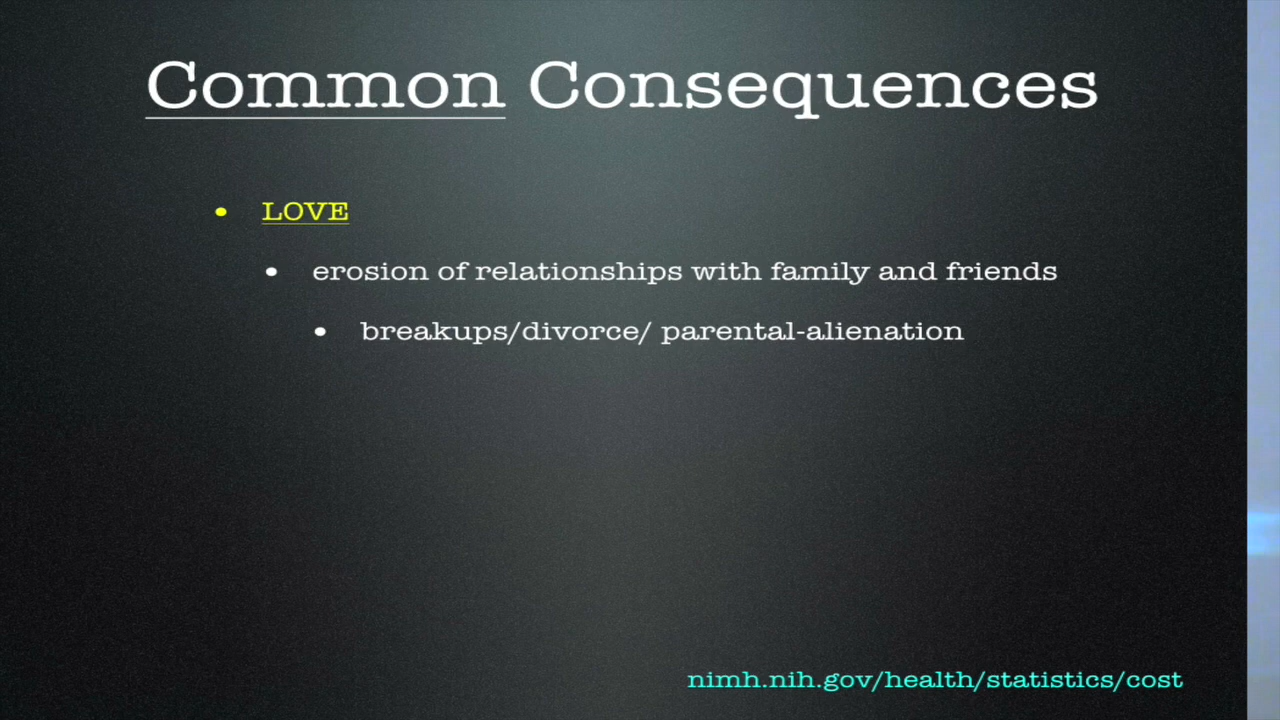 Common Consequences
• LOVE
• erosion of relationships with family and friends
• breakups/divorce/ parental-alienation
nimh.nih.gov/health/statistics/cost